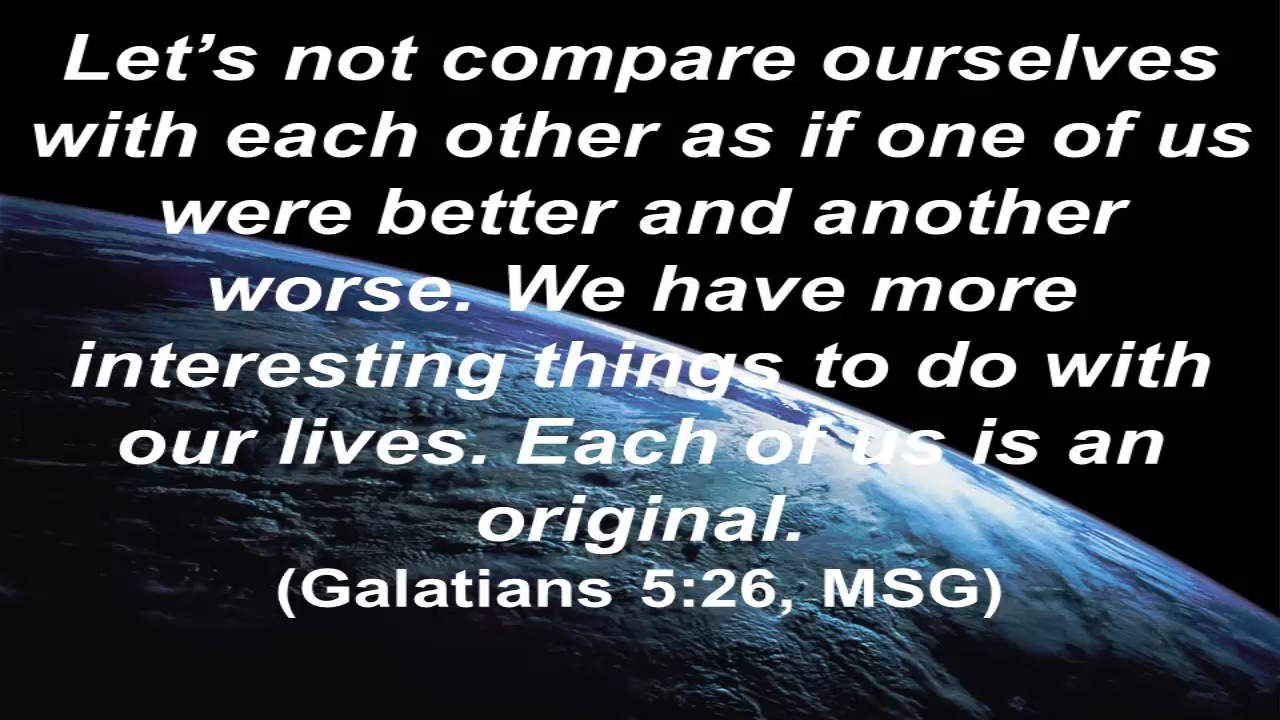 Let’s not compare ourselves
with each other as if one of us
were better and another
worse. We have more
interesting things to do with
our lives. Each of us is an
original.
(Galatians 5:26, MSG)